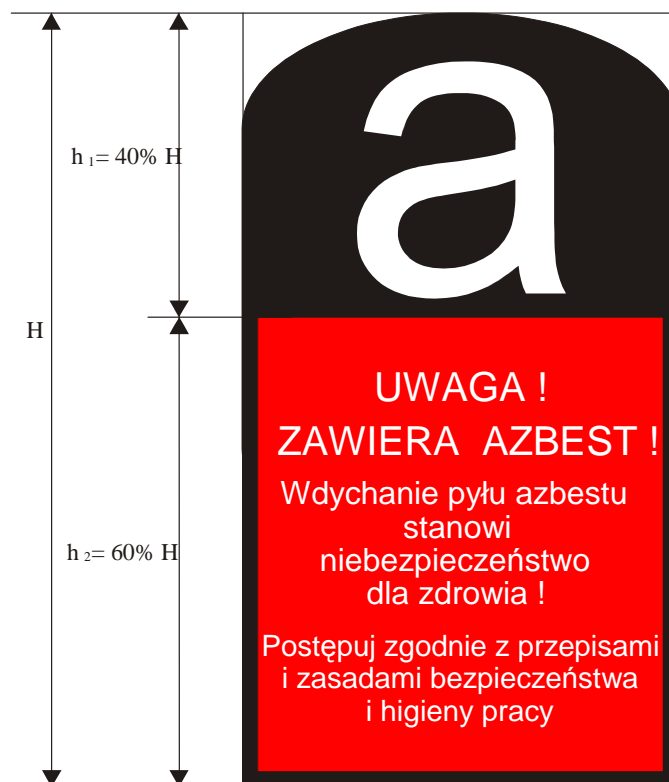 a
h 1= 40% H
H
UWAGA !
ZAWIERA AZBEST !
Wdychanie pyłu azbestu
stanowi
niebezpieczeństwo
dla zdrowia !
h 2= 60% H
Postępuj zgodnie z przepisami
i zasadami bezpieczeństwa
i higieny pracy